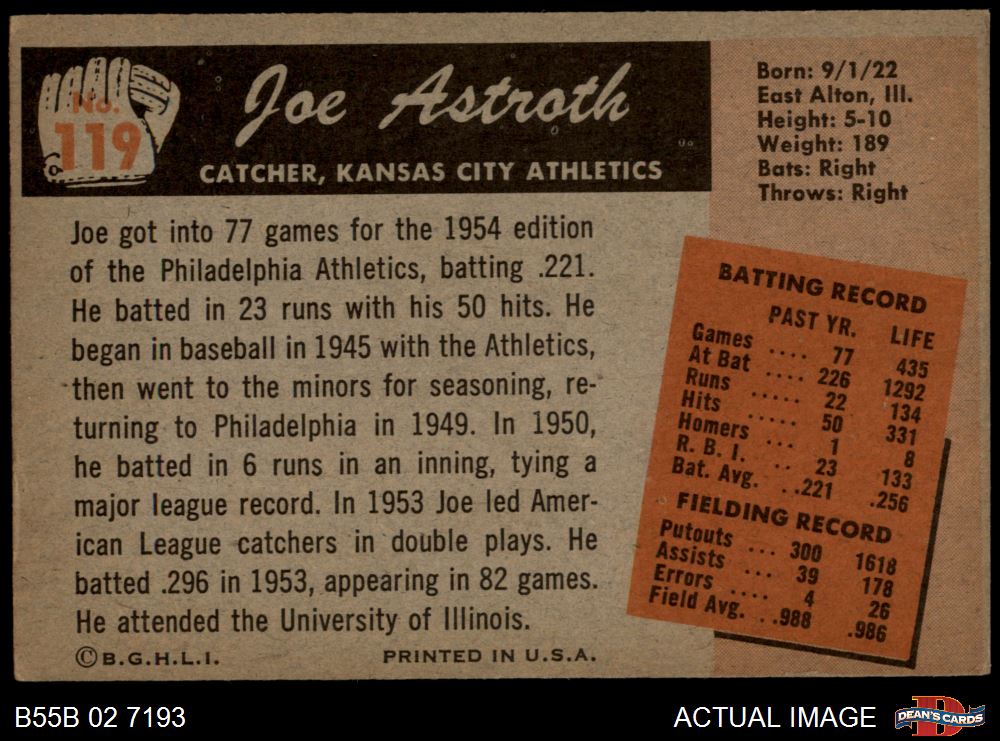 No.
119
Joe Astroth
CATCHER, KANSAS CITY ATHLETICS
Born: 9/1/22
East Alton, Ill.
Height: 5-10
Weight: 189
Bats: Right
Throws: Right
Joe got into 77 games for the 1954 edition
of the Philadelphia Athletics, batting .221.
He batted in 23 runs with his 50 hits. He
began in baseball in 1945 with the Athletics,
then went to the minors for seasoning, re-
turning to Philadelphia in 1949. In 1950,
he batted in 6 runs in an inning, tying a
major league record. In 1953 Joe led Amer-
ican League catchers in double plays. He
batted .296 in 1953, appearing in 82 games.
He attended the University of Illinois.
©B.G.H.L.I. PRINTED IN U.S.A.
BATTING RECORD
PAST YR. LIFE
Games .... 77 435
At Bat .... 226 1292
Runs ..... 22 134
Hits ..... 50 331
Homers ... 1 8
R. B. I. .. 23 133
Bat. Avg. ..221 .256
FIELDING RECORD
Putouts ... 300 1618
Assists ... 39 178
Errors .... 4 26
Field Avg. ..988 .986
B55B 02 7193
ACTUAL IMAGE
D
DEAN'S CARDS